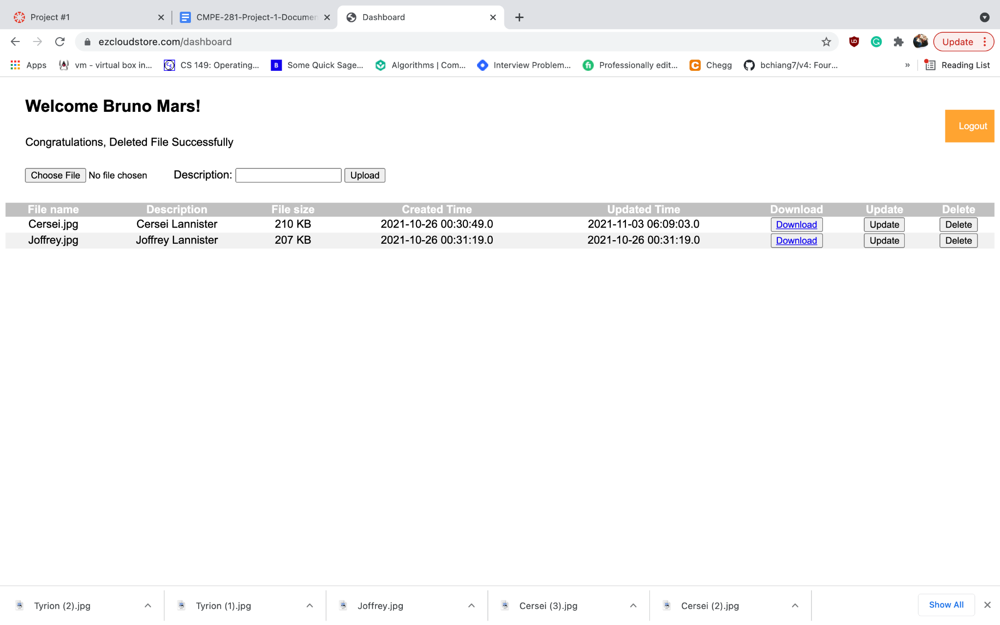 Project #1
CMPE-281-Project-1-Documen
Dashboard
ezcloudstore.com/dashboard
Update
Apps
vm - virtual box in...
CS 149: Operating...
Some Quick Sage...
Algorithms | Com...
Interview Problem...
Professionally edit...
Chegg
bchiang7/v4: Four...
»
Reading List
Welcome Bruno Mars!
Logout
Congratulations, Deleted File Successfully
Choose File No file chosen Description: Upload
File name Description File size Created Time Updated Time Download Update Delete
Cersei.jpg Cersei Lannister 210 KB 2021-10-26 00:30:49.0 2021-11-03 06:09:03.0 Download Update Delete
Joffrey.jpg Joffrey Lannister 207 KB 2021-10-26 00:31:19.0 2021-10-26 00:31:19.0 Download Update Delete
Tyrion (2).jpg
Tyrion (1).jpg
Joffrey.jpg
Cersei (3).jpg
Cersei (2).jpg
Show All